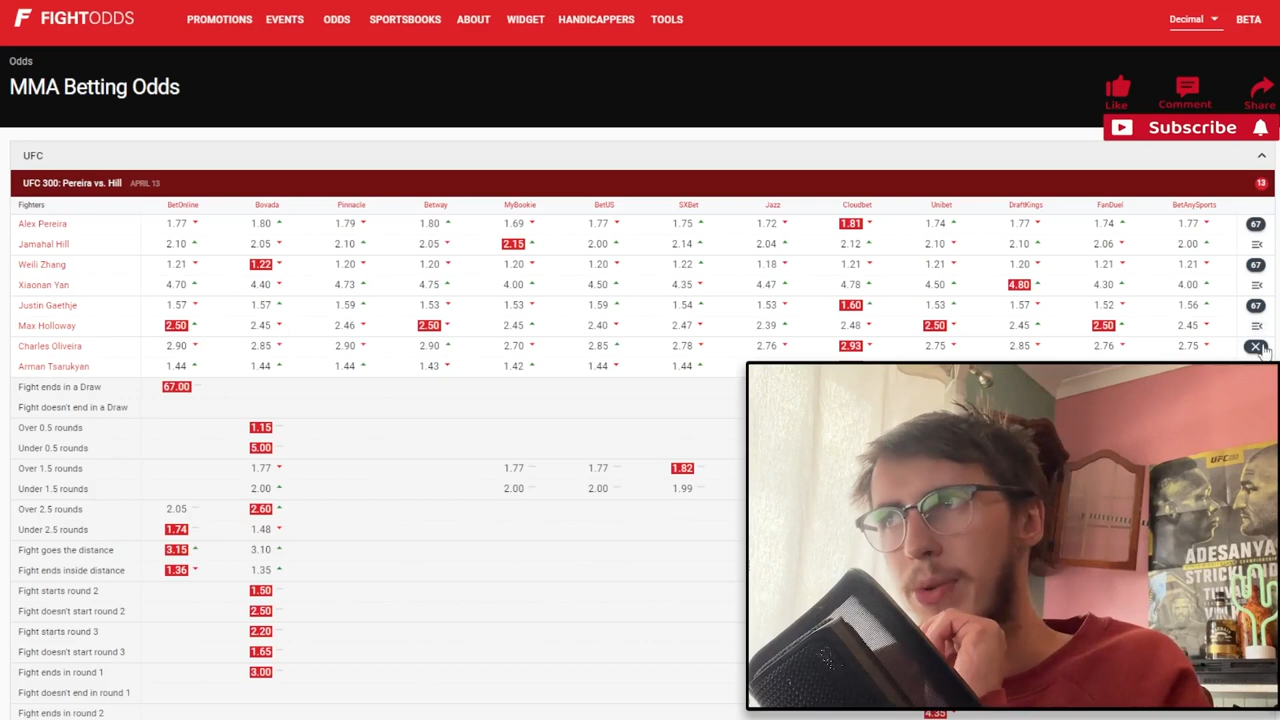 FIGHTODDS
PROMOTIONS EVENTS ODDS SPORTSBOOKS ABOUT WIDGET HANDICAPPERS TOOLS Decimal BETA
Odds
MMA Betting Odds
Like Comment Share
Subscribe
UFC
UFC 300: Pereira vs. Hill APRIL 13 13
Fighters BetOnline Bovada Pinnacle Betway MyBookie BetUS SXBet Jazz Cloudbet Unibet DraftKings FanDuel BetAnySports
Alex Pereira 1.77 1.80 1.79 1.80 1.69 1.77 1.75 1.72 1.81 1.74 1.77 1.74 1.77 67
Jamahal Hill 2.10 2.05 2.10 2.05 2.15 2.00 2.14 2.04 2.12 2.10 2.10 2.06 2.00
Weili Zhang 1.21 1.22 1.20 1.20 1.20 1.20 1.22 1.18 1.21 1.21 1.20 1.21 1.21 67
Xiaonan Yan 4.70 4.40 4.73 4.75 4.00 4.50 4.35 4.47 4.78 4.50 4.80 4.30 4.00
Justin Gaethje 1.57 1.57 1.59 1.53 1.53 1.59 1.54 1.53 1.60 1.53 1.57 1.52 1.56 67
Max Holloway 2.50 2.45 2.46 2.50 2.45 2.40 2.47 2.39 2.48 2.50 2.45 2.50 2.45
Charles Oliveira 2.90 2.85 2.90 2.90 2.70 2.85 2.78 2.76 2.93 2.75 2.85 2.76 2.75
Arman Tsarukyan 1.44 1.44 1.44 1.43 1.42 1.44 1.44
Fight ends in a Draw 67.00
Fight doesn't end in a Draw
Over 0.5 rounds 1.15
Under 0.5 rounds 5.00
Over 1.5 rounds 1.77 1.77 1.77 1.82
Under 1.5 rounds 2.00 2.00 2.00 1.99
Over 2.5 rounds 2.05 2.60
Under 2.5 rounds 1.74 1.48
Fight goes the distance 3.15 3.10
Fight ends inside distance 1.36 1.35
Fight starts round 2 1.50
Fight doesn't start round 2 2.50
Fight starts round 3 2.20
Fight doesn't start round 3 1.65
Fight ends in round 1 3.00
Fight doesn't end in round 1
Fight ends in round 2 4.35
ADESANYA
STRICKLAND